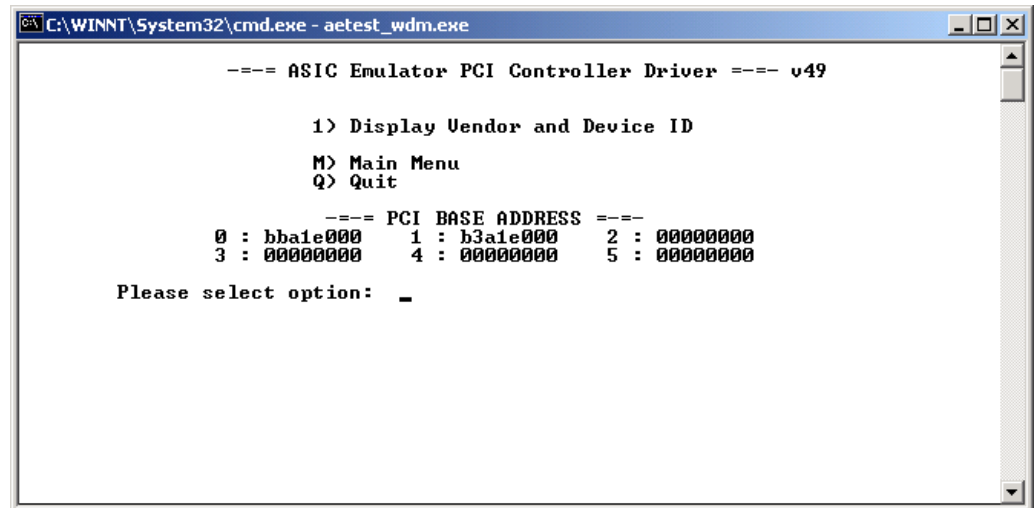 C:\WINNT\System32\cmd.exe - aetest_wdm.exe
-=-= ASIC Emulator PCI Controller Driver =-=- v49
1) Display Vendor and Device ID
M) Main Menu
Q) Quit
-=-= PCI BASE ADDRESS =-=-
0 : bba1e000 1 : b3a1e000 2 : 00000000
3 : 00000000 4 : 00000000 5 : 00000000
Please select option: _